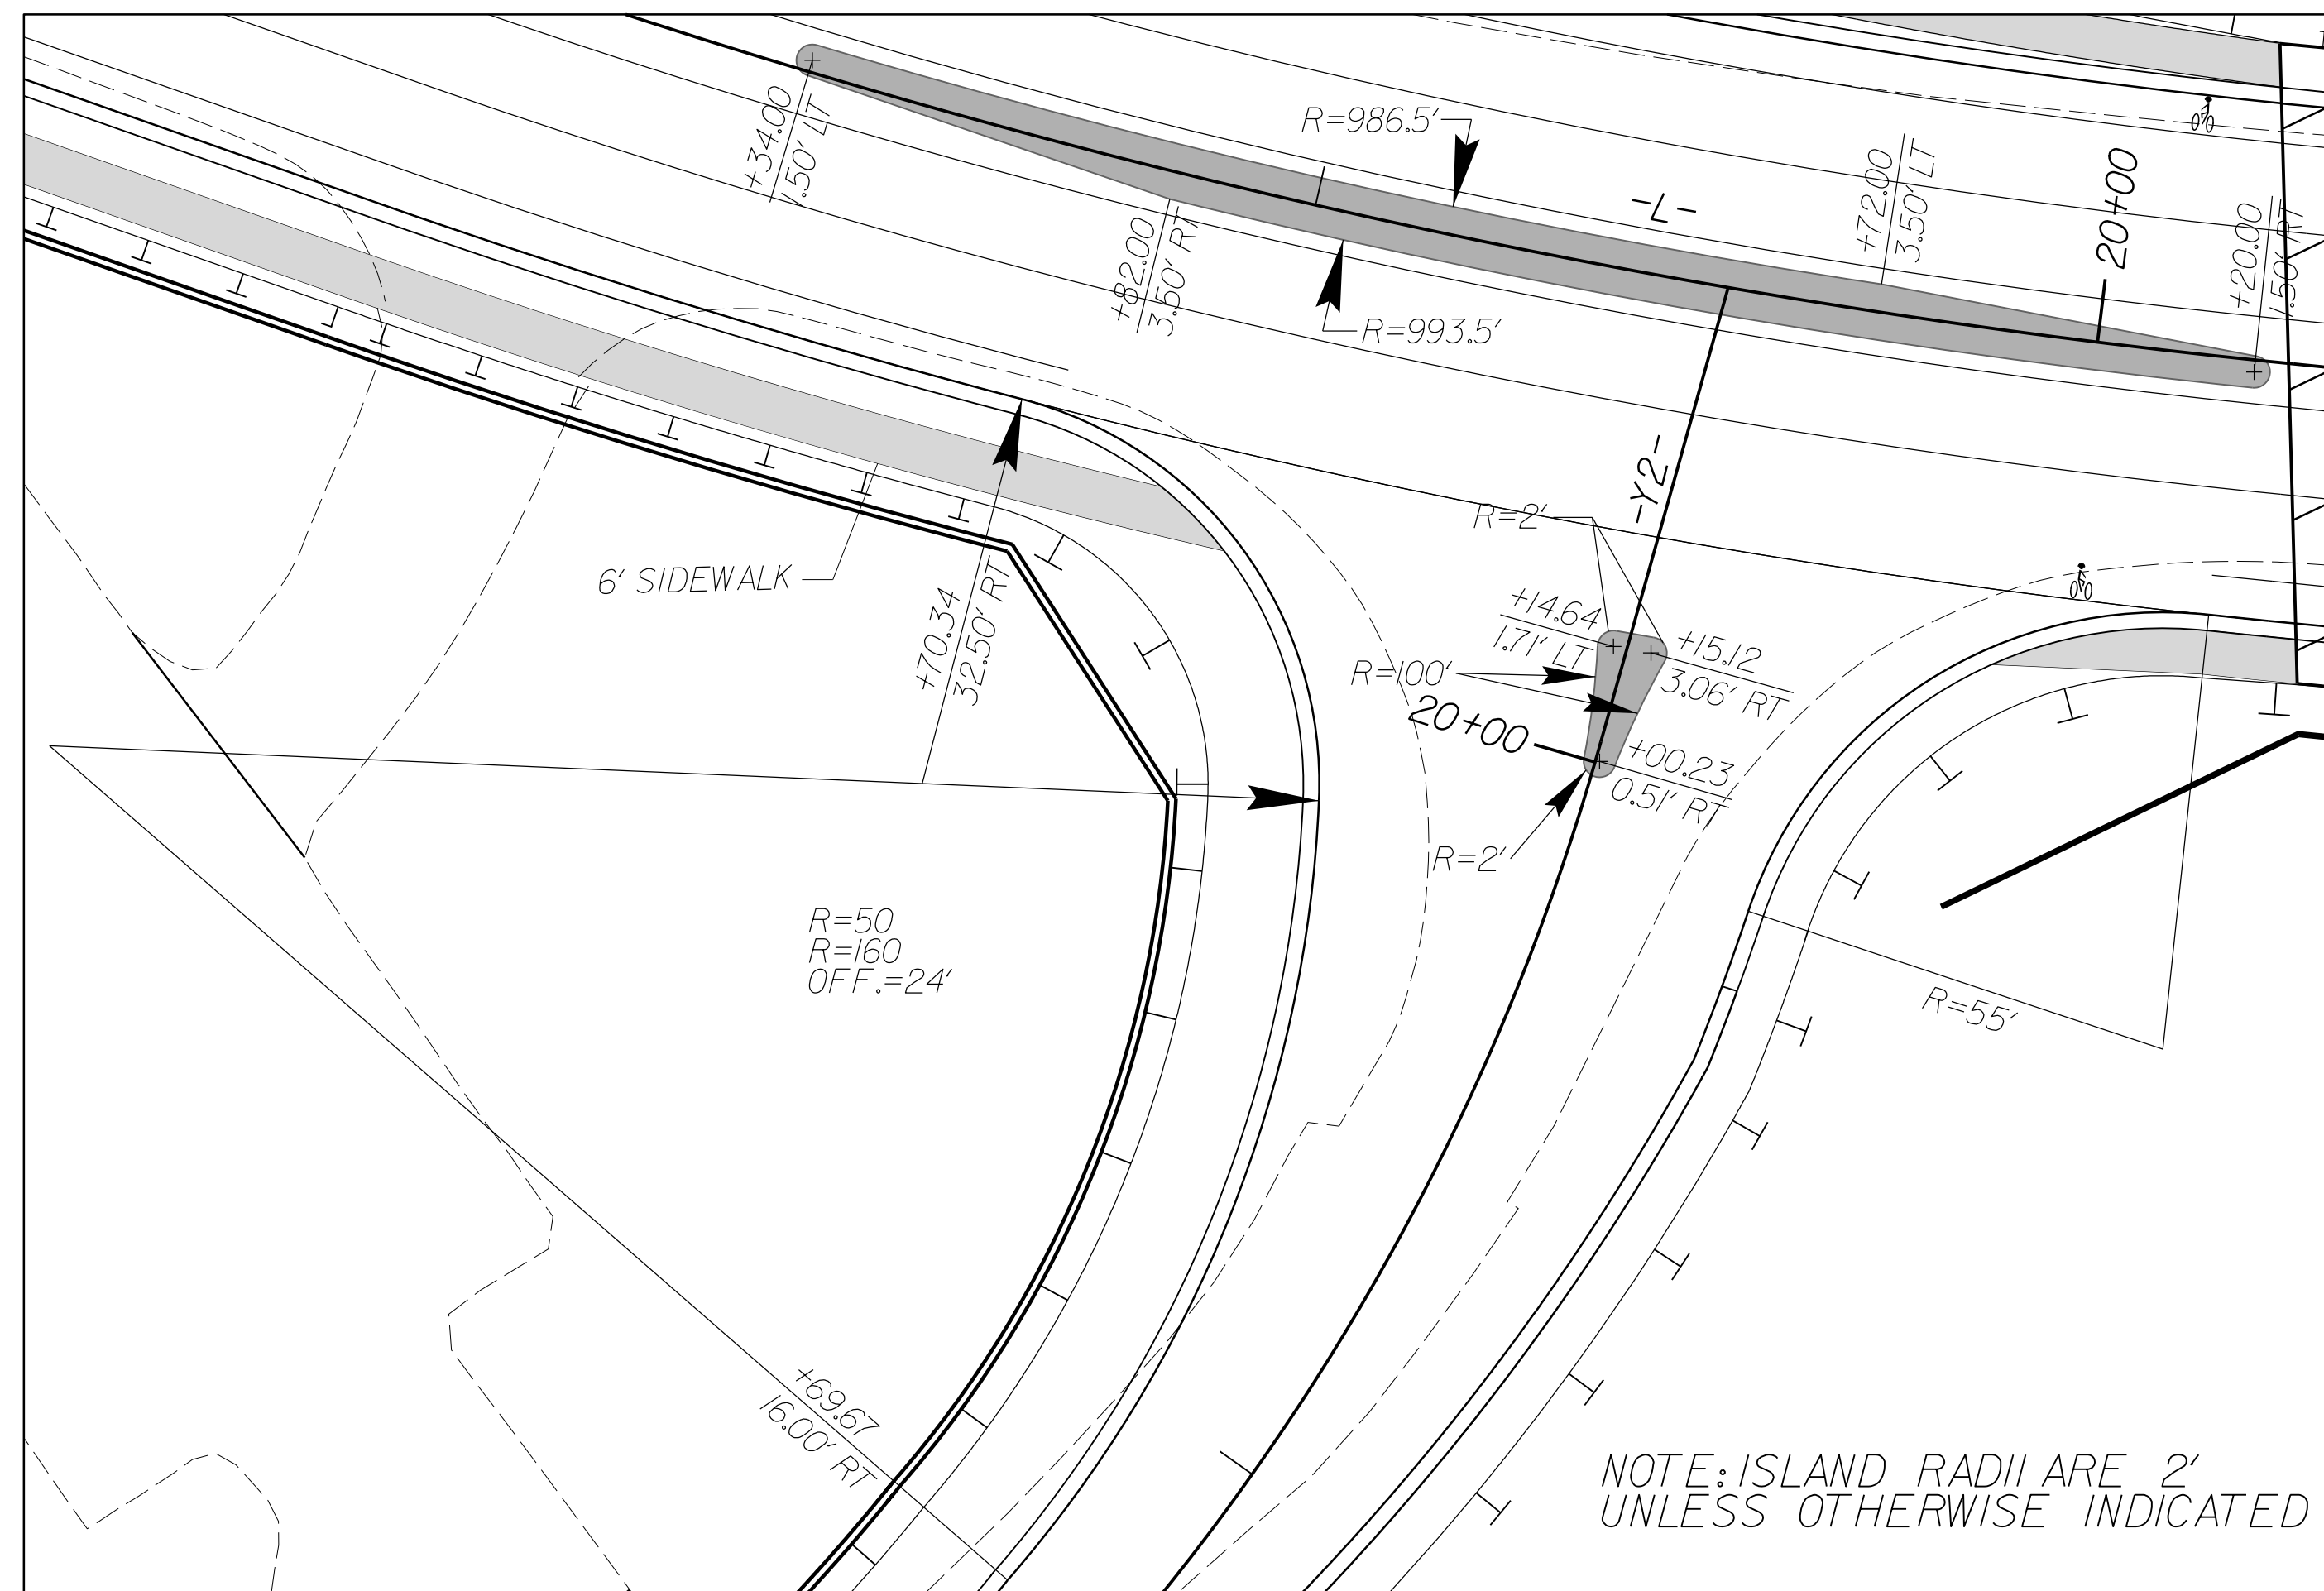 R=986.5'
+34.00
1.50' LT
-L-
+72.00
3.50' LT
20+00
+20.00
1.50' RT
+82.00
3.50' RT
R=993.5'
-Y2-
R=2'
6' SIDEWALK
+70.34
32.50' RT
+14.64
1.71' LT
+15.12
3.06' RT
R=100'
20+00
+00.23
0.51' RT
R=2'
R=50
R=160
OFF.=24'
R=55'
+69.67
16.00' RT
NOTE: ISLAND RADII ARE 2'
UNLESS OTHERWISE INDICATED